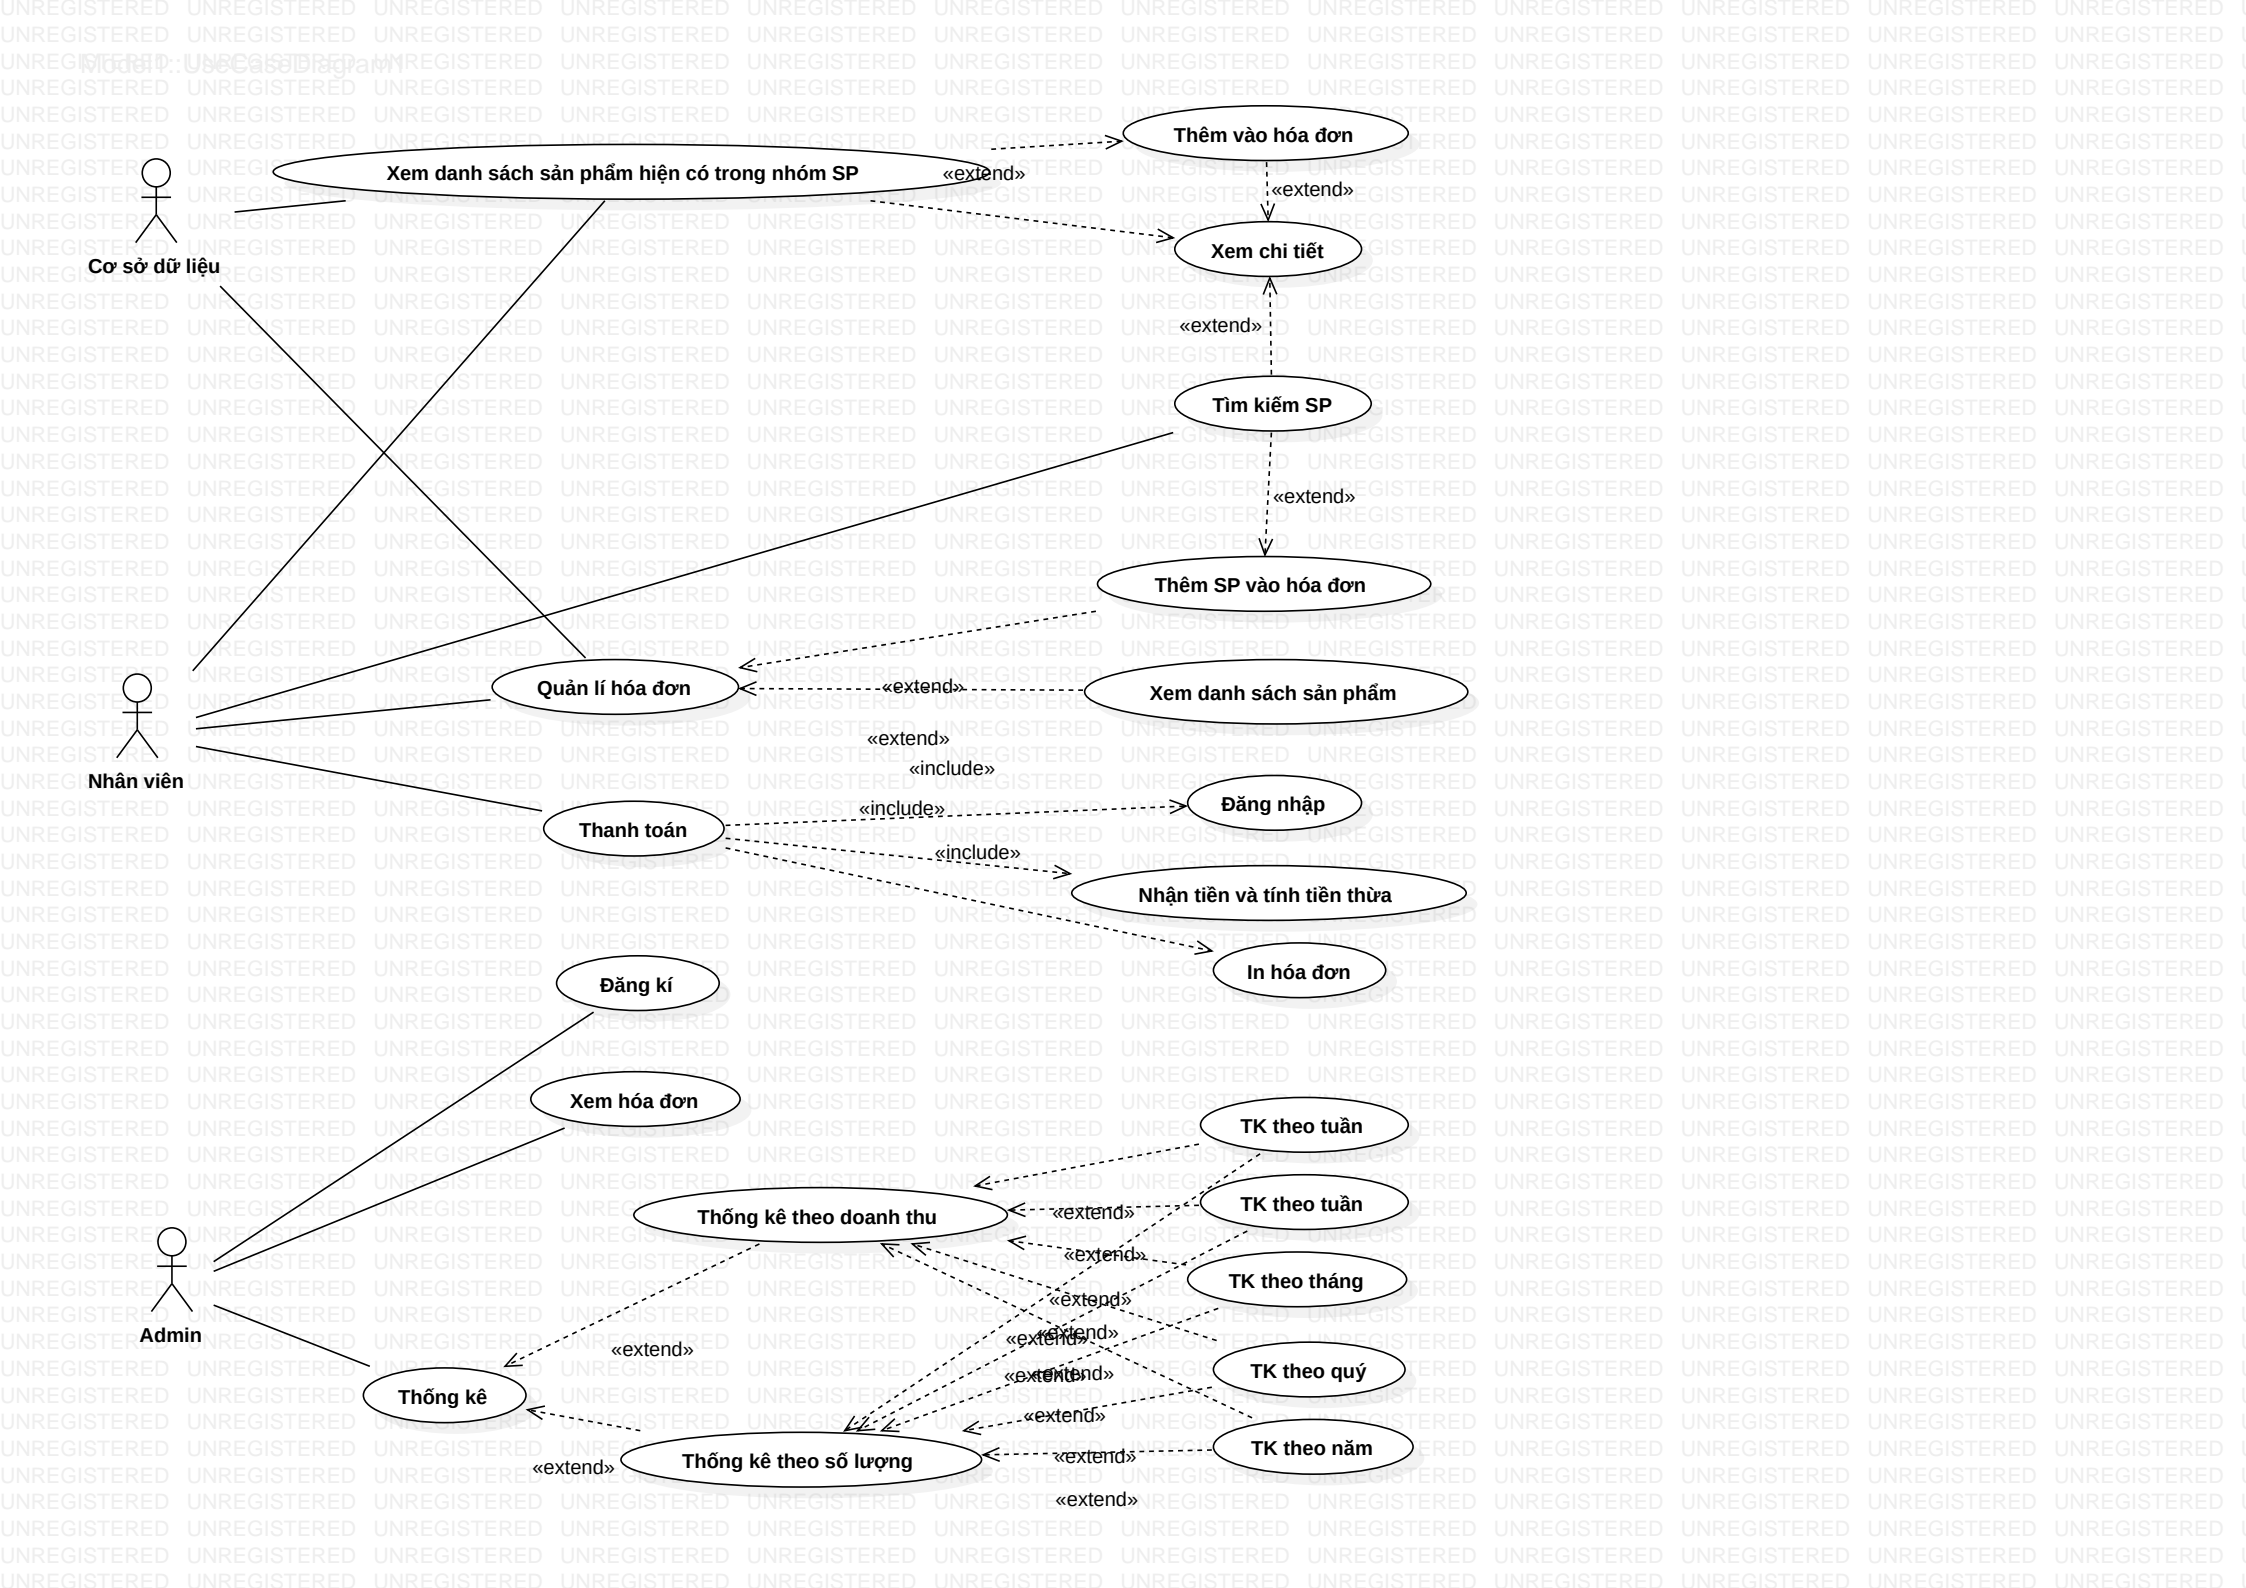 Model1::UseCaseDiagram1
Thêm vào hóa đơn
Xem danh sách sản phẩm hiện có trong nhóm SP
«extend»
«extend»
Xem chi tiết
Cơ sở dữ liệu
«extend»
Tìm kiếm SP
«extend»
Thêm SP vào hóa đơn
Quản lí hóa đơn
«extend»
Xem danh sách sản phẩm
«extend»
«include»
Nhân viên
«include»
Đăng nhập
Thanh toán
«include»
Nhận tiền và tính tiền thừa
In hóa đơn
Đăng kí
Xem hóa đơn
TK theo tuần
TK theo tuần
Thống kê theo doanh thu
«extend»
«extend»
TK theo tháng
«extend»
Admin
«extend»
«extend»
«extend»
TK theo quý
«extend»
«extend»
Thống kê
«extend»
TK theo năm
«extend»
Thống kê theo số lượng
«extend»
«extend»
UNREGISTERED